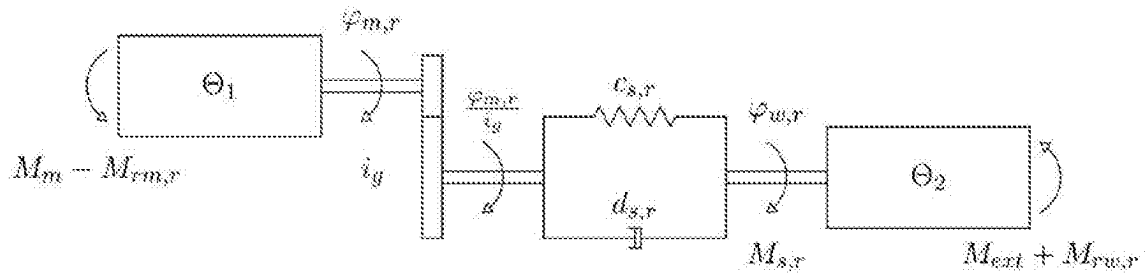 φ_{m,r}
Θ_1
c_{s,r}
φ_{m,r}/i_g
φ_{w,r}
M_m − M_{rm,r}
i_g
Θ_2
d_{s,r}
M_{s,r}
M_{ext} + M_{rw,r}